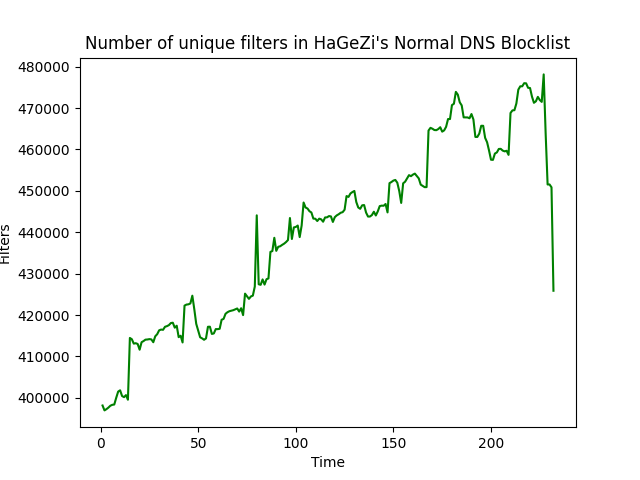 Number of unique filters in HaGeZi's Normal DNS Blocklist
480000
470000
460000
450000
440000
430000
420000
410000
400000
Filters
0 50 100 150 200
Time